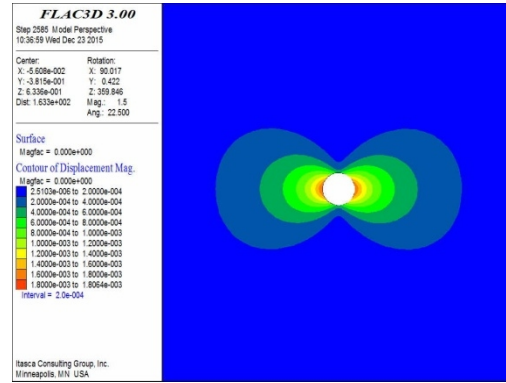 FLAC3D 3.00
Step 2585 Model Perspective
10:36:59 Wed Dec 23 2015
Center: Rotation:
X: -5.608e-002 X: 90.017
Y: -3.815e-001 Y: 0.422
Z: 6.336e-001 Z: 359.846
Dist: 1.633e+002 Mag.: 1.5
Ang.: 22.500
Surface
Magfac = 0.000e+000
Contour of Displacement Mag.
Magfac = 0.000e+000
2.5103e-006 to 2.0000e-004
2.0000e-004 to 4.0000e-004
4.0000e-004 to 6.0000e-004
6.0000e-004 to 8.0000e-004
8.0000e-004 to 1.0000e-003
1.0000e-003 to 1.2000e-003
1.2000e-003 to 1.4000e-003
1.4000e-003 to 1.6000e-003
1.6000e-003 to 1.8000e-003
1.8000e-003 to 1.8064e-003
Interval = 2.0e-004
Itasca Consulting Group, Inc.
Minneapolis, MN USA